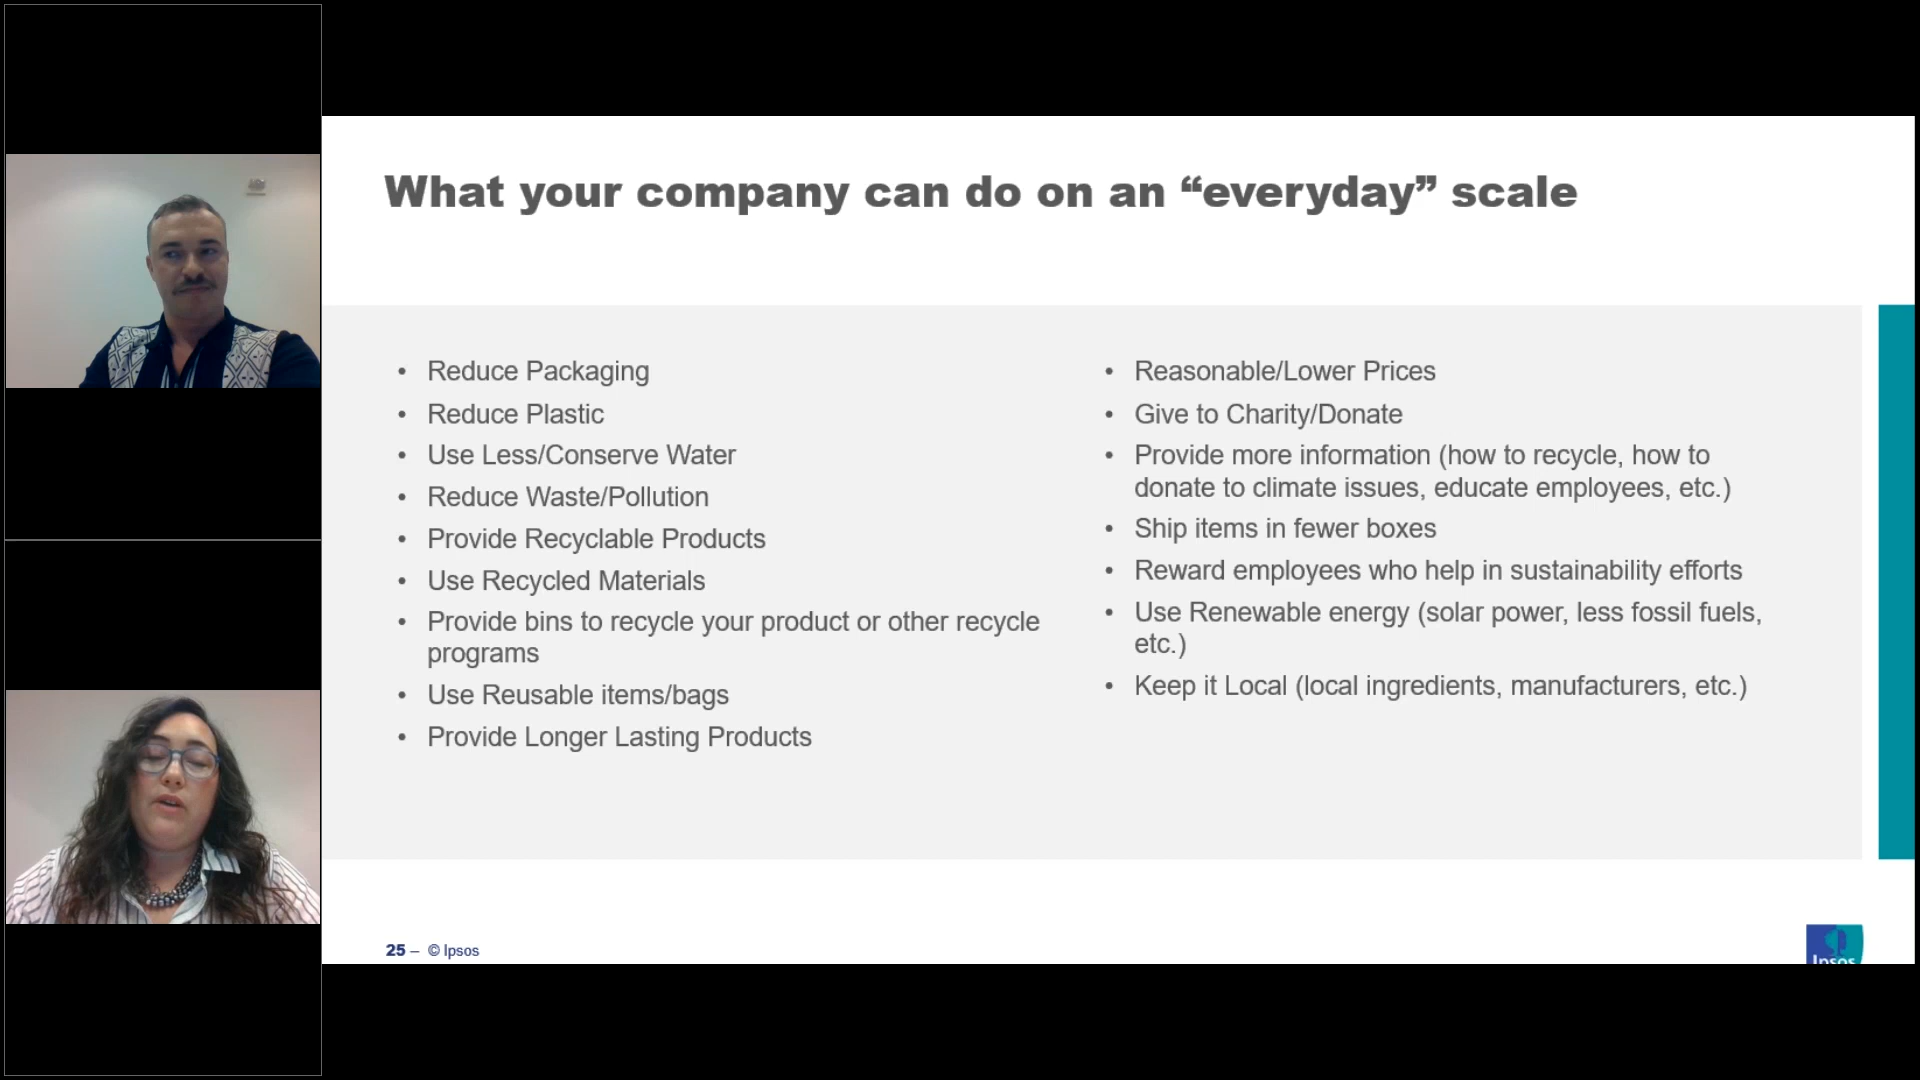 What your company can do on an “everyday” scale
• Reduce Packaging
• Reduce Plastic
• Use Less/Conserve Water
• Reduce Waste/Pollution
• Provide Recyclable Products
• Use Recycled Materials
• Provide bins to recycle your product or other recycle
programs
• Use Reusable items/bags
• Provide Longer Lasting Products
• Reasonable/Lower Prices
• Give to Charity/Donate
• Provide more information (how to recycle, how to
donate to climate issues, educate employees, etc.)
• Ship items in fewer boxes
• Reward employees who help in sustainability efforts
• Use Renewable energy (solar power, less fossil fuels,
etc.)
• Keep it Local (local ingredients, manufacturers, etc.)
25 – © Ipsos
Ipsos